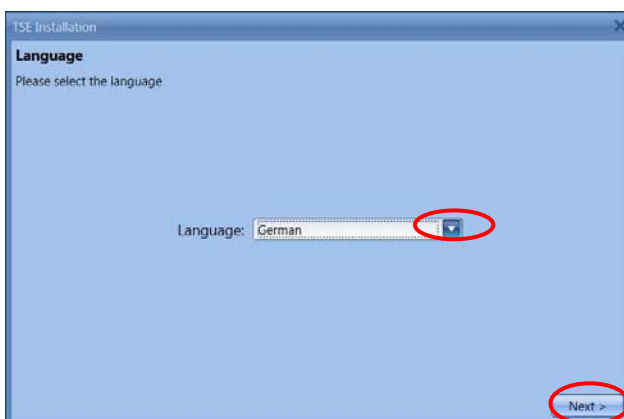 TSE Installation
Language
Please select the language
Language: German
Next >